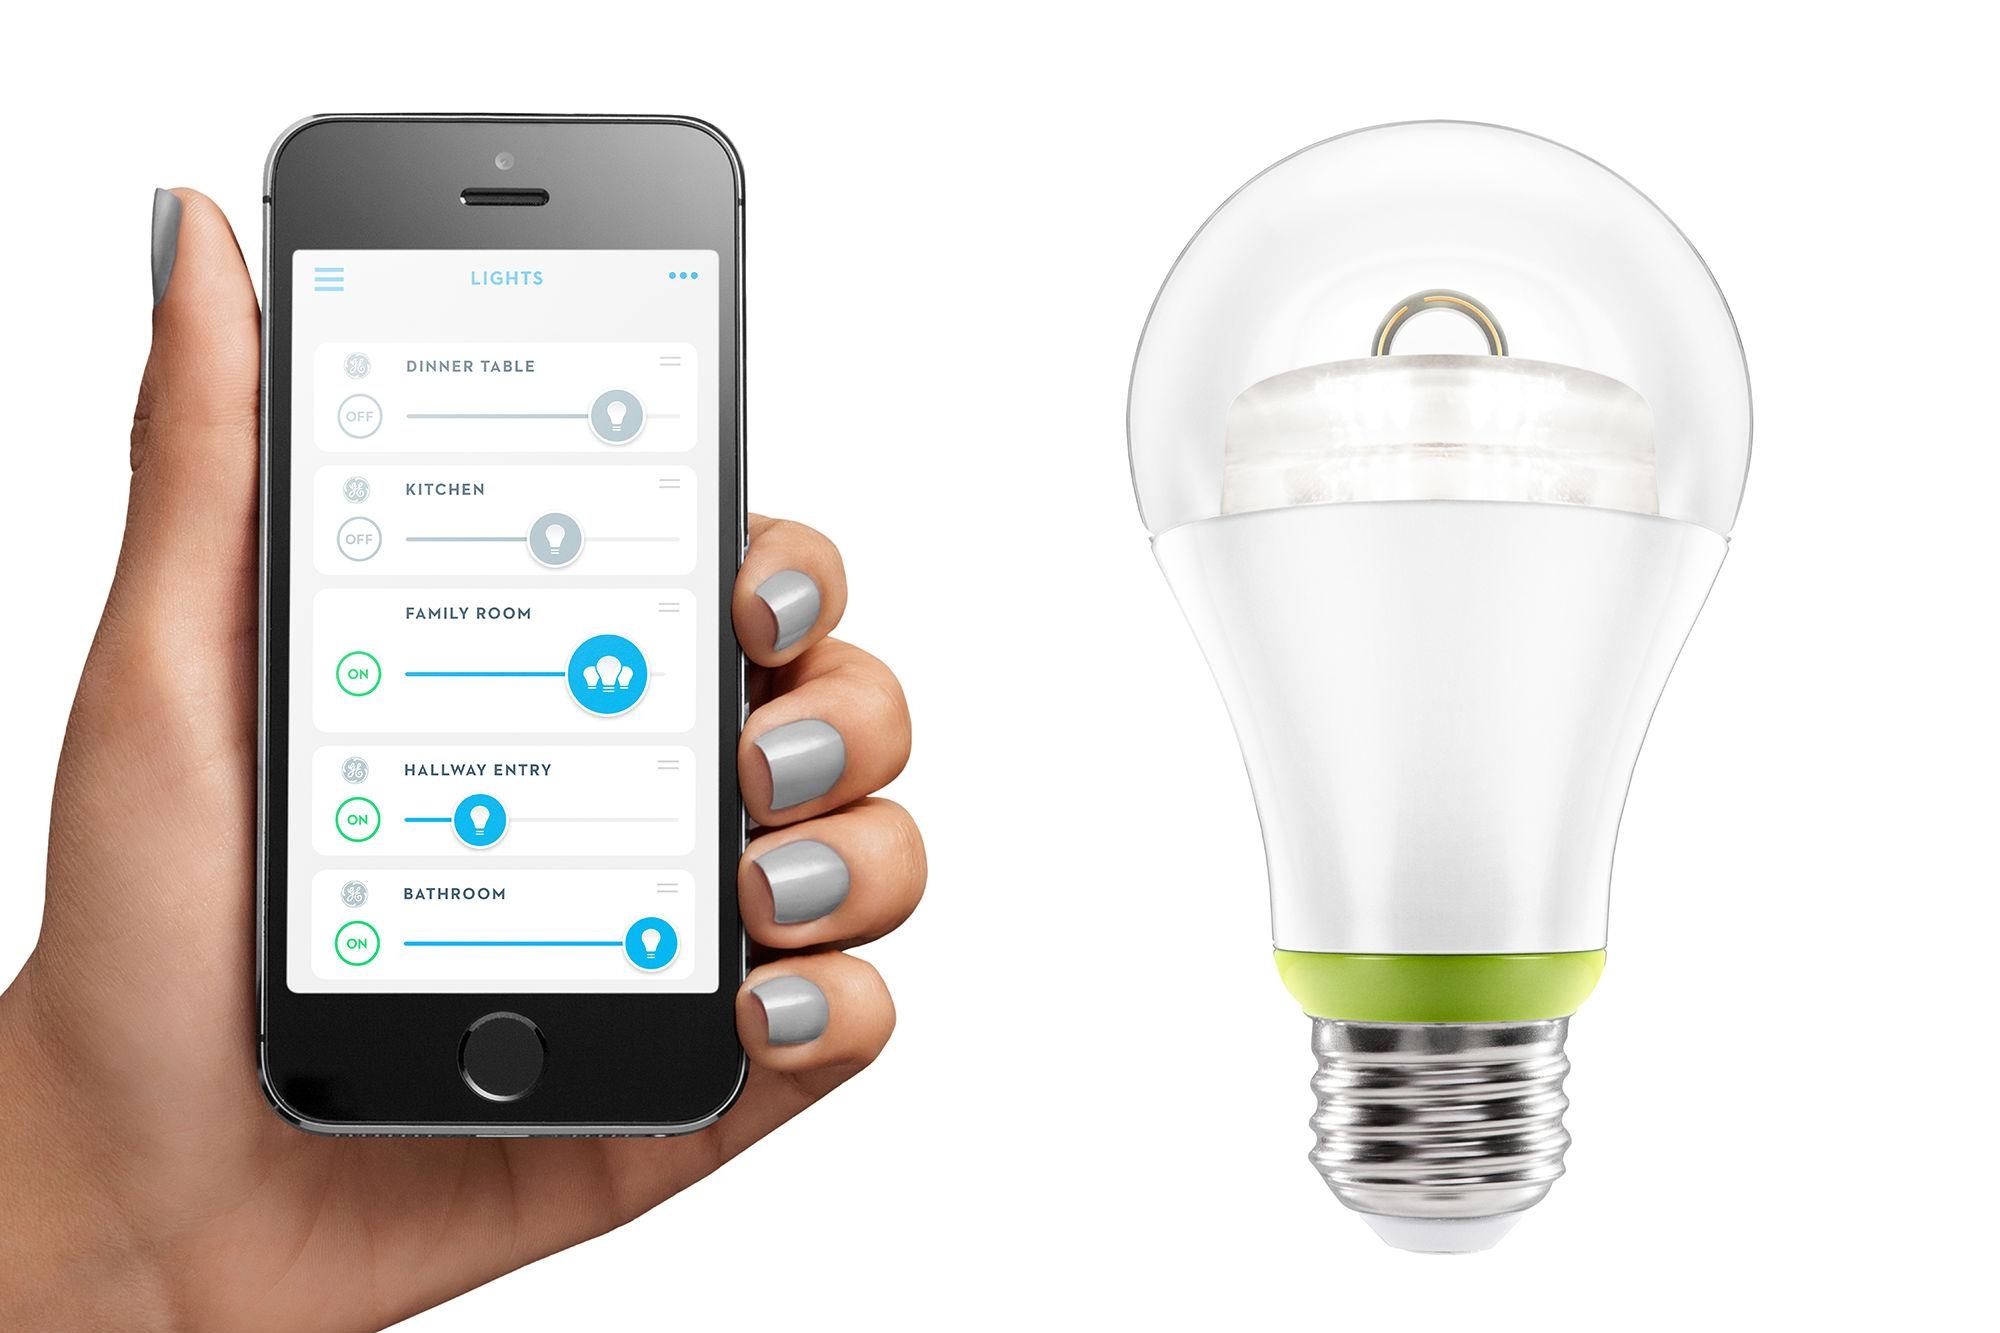 LIGHTS
DINNER TABLE
OFF
KITCHEN
OFF
FAMILY ROOM
ON
HALLWAY ENTRY
ON
BATHROOM
ON